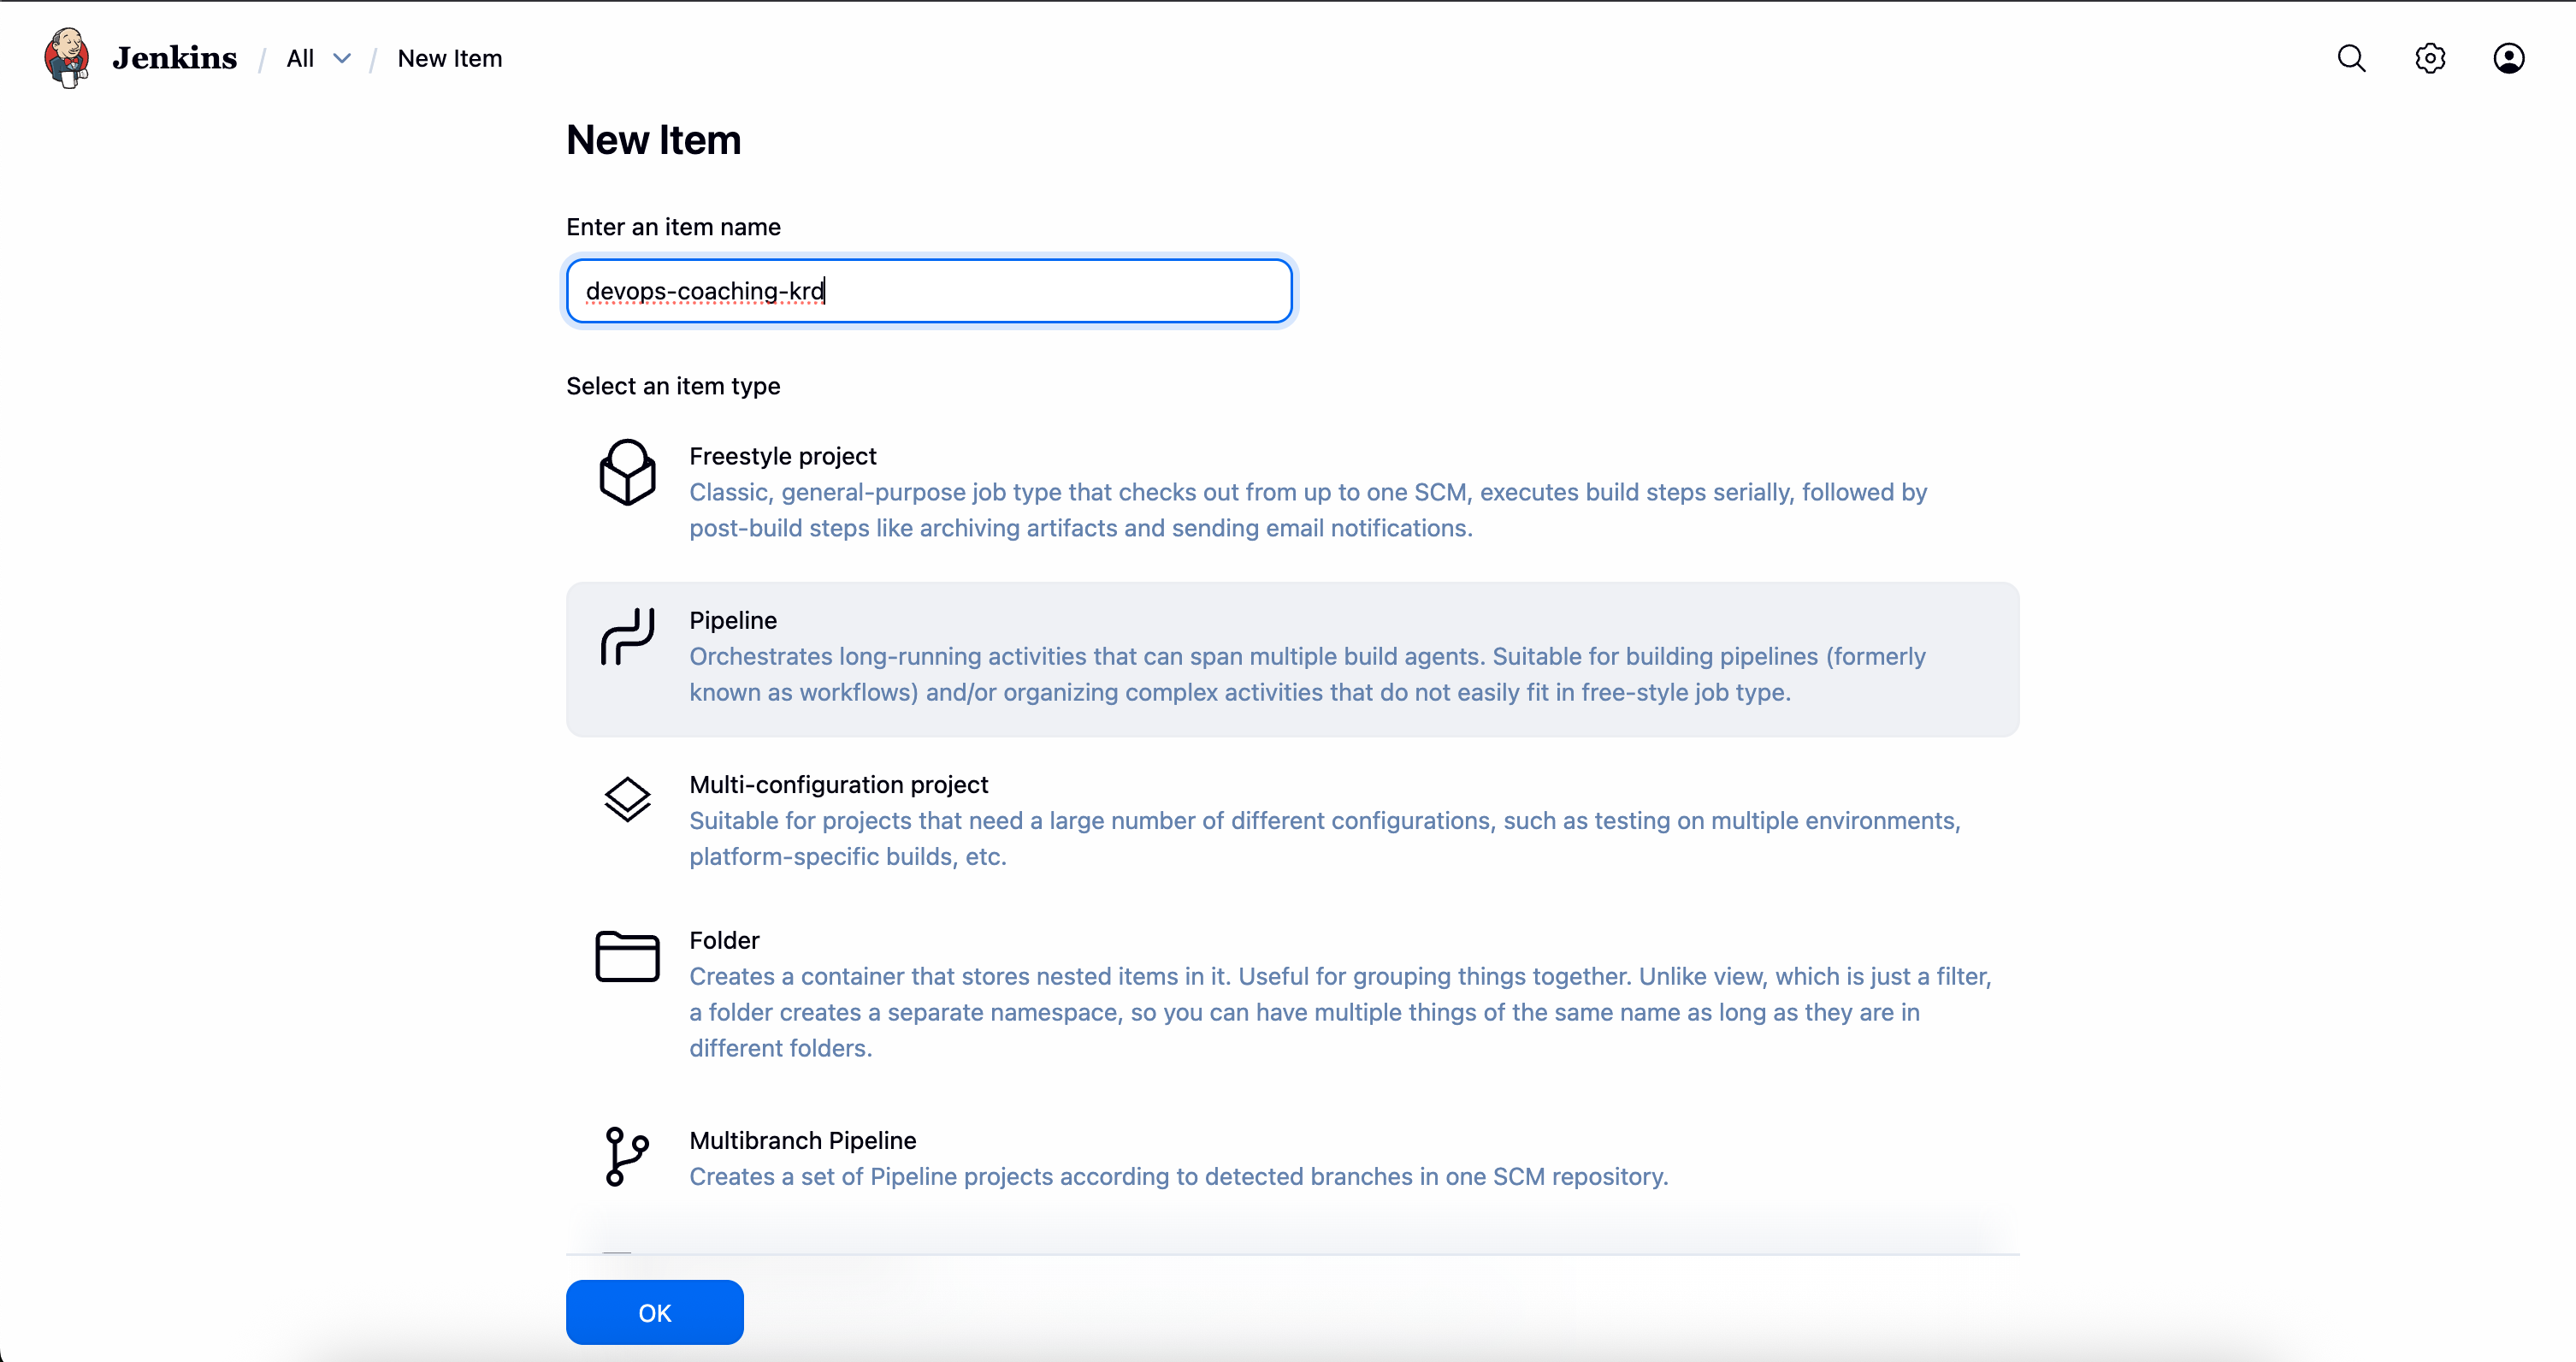 Jenkins / All / New Item
New Item
Enter an item name
devops-coaching-krd
Select an item type
Freestyle project
Classic, general-purpose job type that checks out from up to one SCM, executes build steps serially, followed by
post-build steps like archiving artifacts and sending email notifications.
Pipeline
Orchestrates long-running activities that can span multiple build agents. Suitable for building pipelines (formerly
known as workflows) and/or organizing complex activities that do not easily fit in free-style job type.
Multi-configuration project
Suitable for projects that need a large number of different configurations, such as testing on multiple environments,
platform-specific builds, etc.
Folder
Creates a container that stores nested items in it. Useful for grouping things together. Unlike view, which is just a filter,
a folder creates a separate namespace, so you can have multiple things of the same name as long as they are in
different folders.
Multibranch Pipeline
Creates a set of Pipeline projects according to detected branches in one SCM repository.
OK